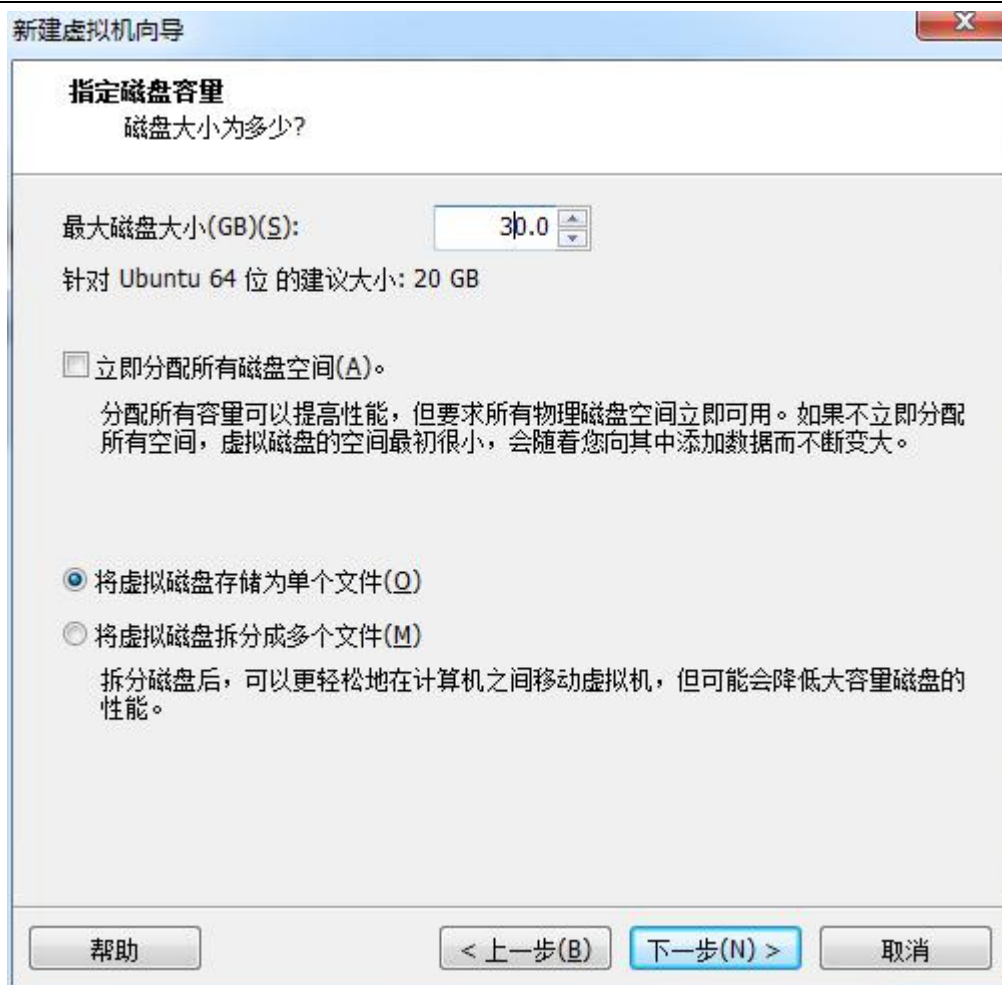 新建虚拟机向导
指定磁盘容量
磁盘大小为多少?
最大磁盘大小(GB)(S): 30.0
针对 Ubuntu 64 位 的建议大小: 20 GB
立即分配所有磁盘空间(A)。
分配所有容量可以提高性能，但要求所有物理磁盘空间立即可用。如果不立即分配
所有空间，虚拟磁盘的空间最初很小，会随着您向其中添加数据而不断变大。
将虚拟磁盘存储为单个文件(O)
将虚拟磁盘拆分成多个文件(M)
拆分磁盘后，可以更轻松地在计算机之间移动虚拟机，但可能会降低大容量磁盘的
性能。
帮助 < 上一步(B) 下一步(N) > 取消